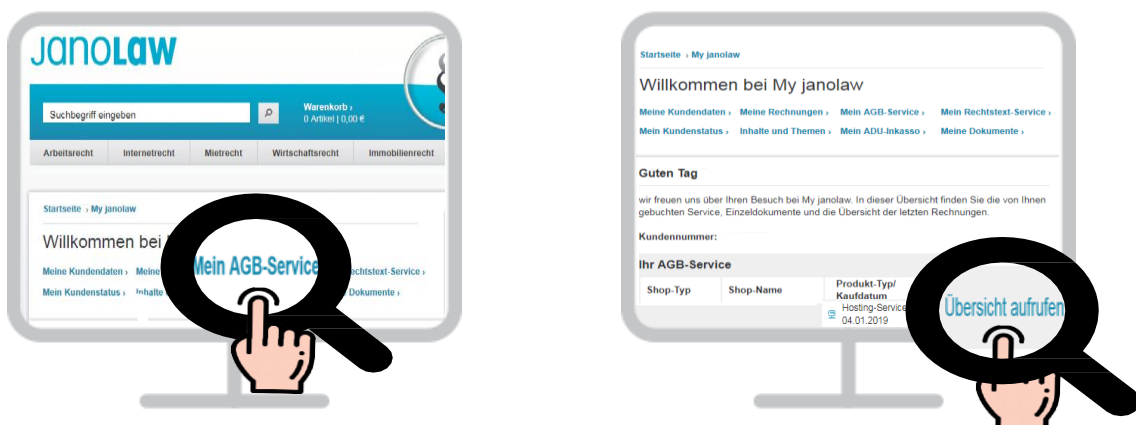 JANOLAW
Suchbegriff eingeben
Warenkorb ›
0 Artikel | 0,00 €
Arbeitsrecht Internetrecht Mietrecht Wirtschaftsrecht Immobilienrecht
Startseite › My janolaw
Willkommen bei
Mein AGB-Service
Meine Kundendaten › Meine echtstext-Service ›
Mein Kundenstatus › Inhalte Dokumente ›
Startseite › My janolaw
Willkommen bei My janolaw
Meine Kundendaten › Meine Rechnungen › Mein AGB-Service › Mein Rechtstext-Service ›
Mein Kundenstatus › Inhalte und Themen › Mein ADU-Inkasso › Meine Dokumente ›
Guten Tag
wir freuen uns über Ihren Besuch bei My janolaw. In dieser Übersicht finden Sie die von Ihnen
gebuchten Service, Einzeldokumente und die Übersicht der letzten Rechnungen.
Kundennummer:
Ihr AGB-Service
Shop-Typ Shop-Name Produkt-Typ/
Kaufdatum
Hosting-Service
04.01.2019
Übersicht aufrufen